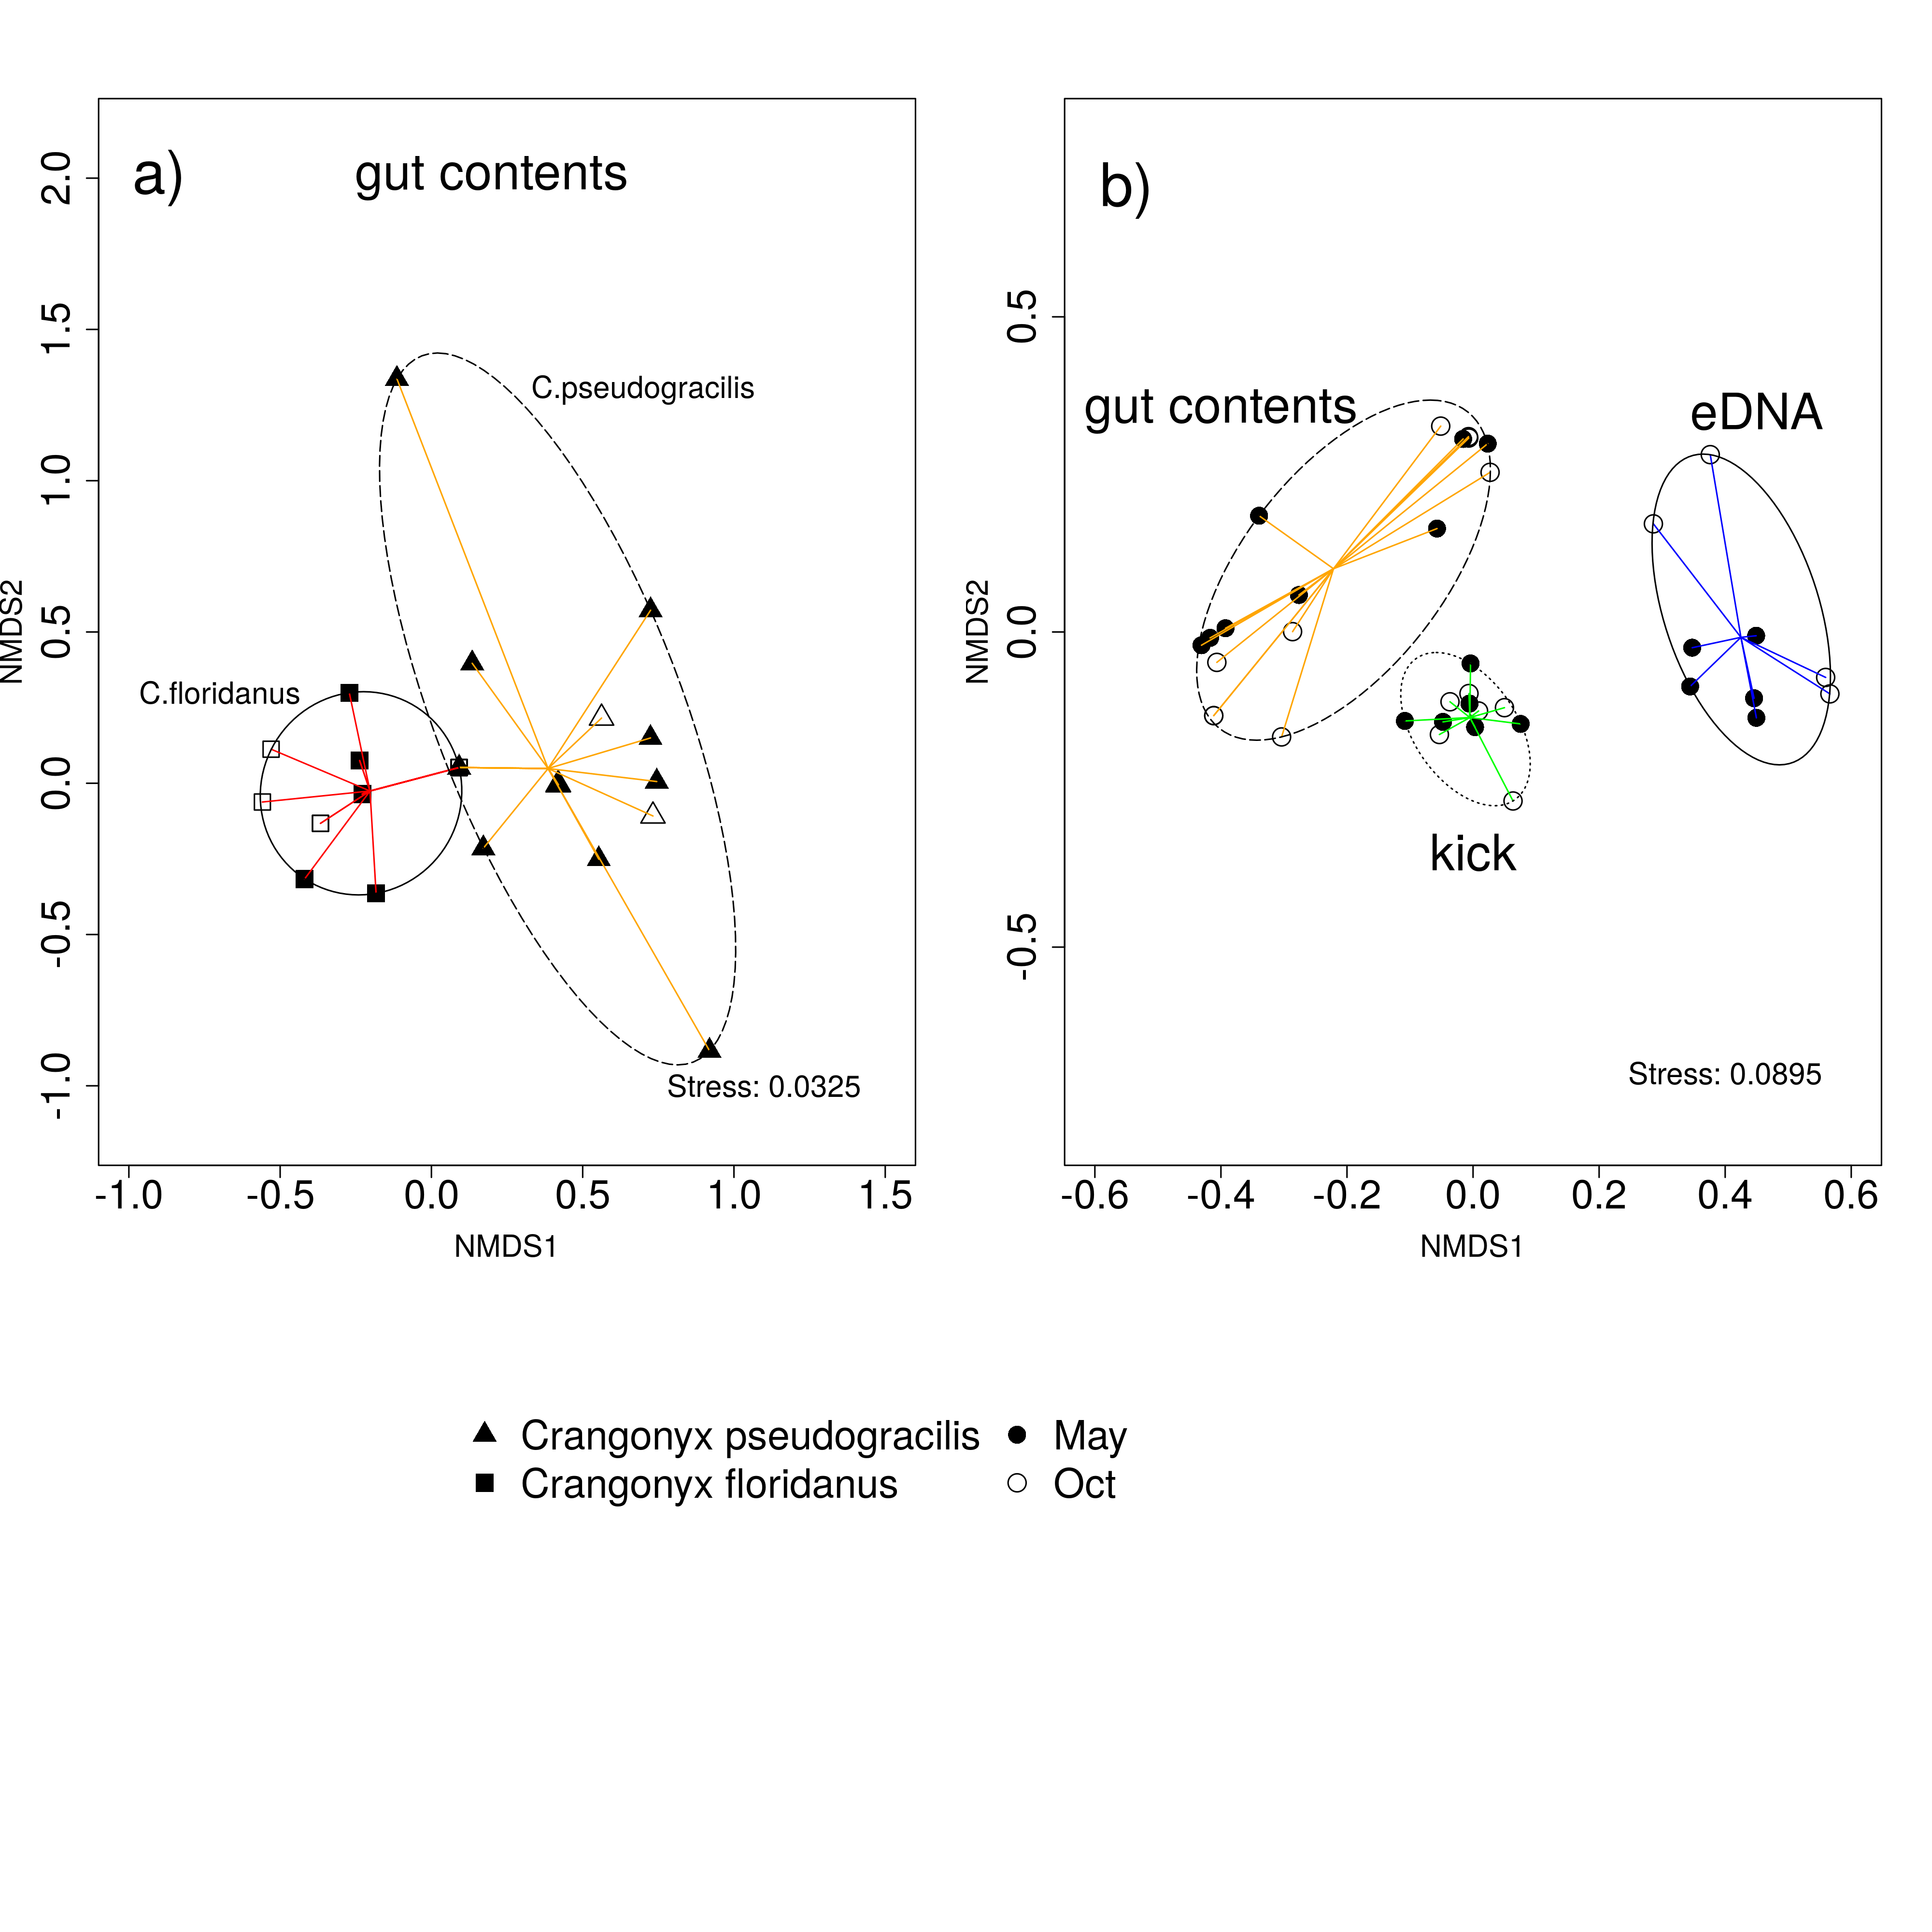 a)
gut contents
C.pseudogracilis
C.floridanus
Stress: 0.0325
2.0
1.5
1.0
0.5
0.0
-0.5
-1.0
NMDS2
-1.0 -0.5 0.0 0.5 1.0 1.5
NMDS1
b)
gut contents
eDNA
kick
Stress: 0.0895
0.5
0.0
-0.5
NMDS2
-0.6 -0.4 -0.2 0.0 0.2 0.4 0.6
NMDS1
Crangonyx pseudogracilis
Crangonyx floridanus
May
Oct